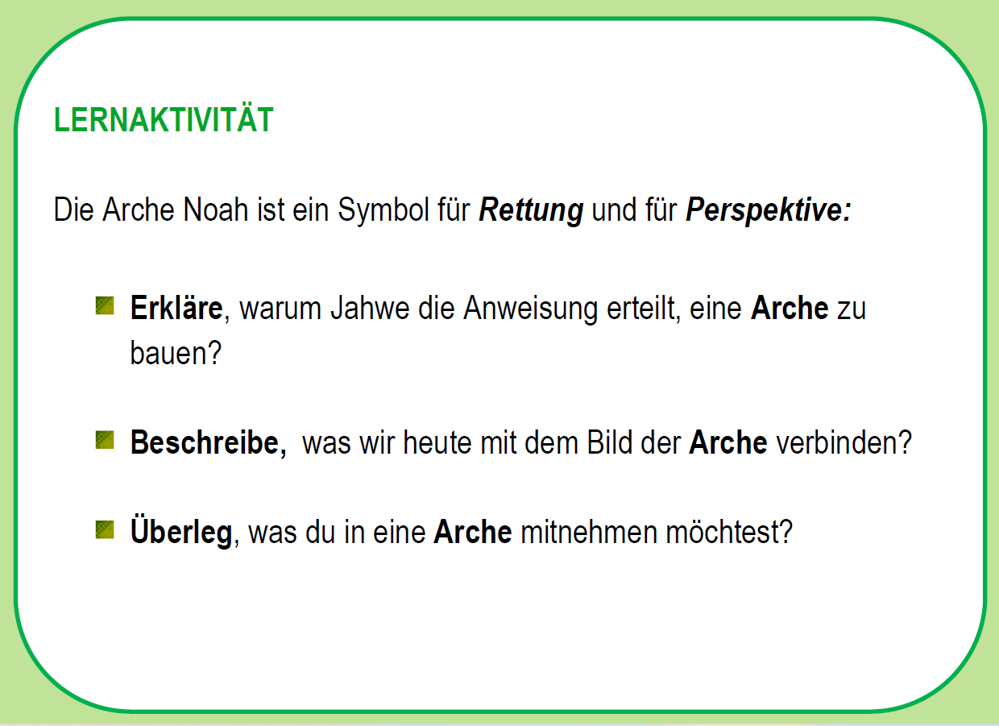 LERNAKTIVITÄT
Die Arche Noah ist ein Symbol für Rettung und für Perspektive:
Erkläre, warum Jahwe die Anweisung erteilt, eine Arche zu
bauen?
Beschreibe,  was wir heute mit dem Bild der Arche verbinden?
Überleg, was du in eine Arche mitnehmen möchtest?